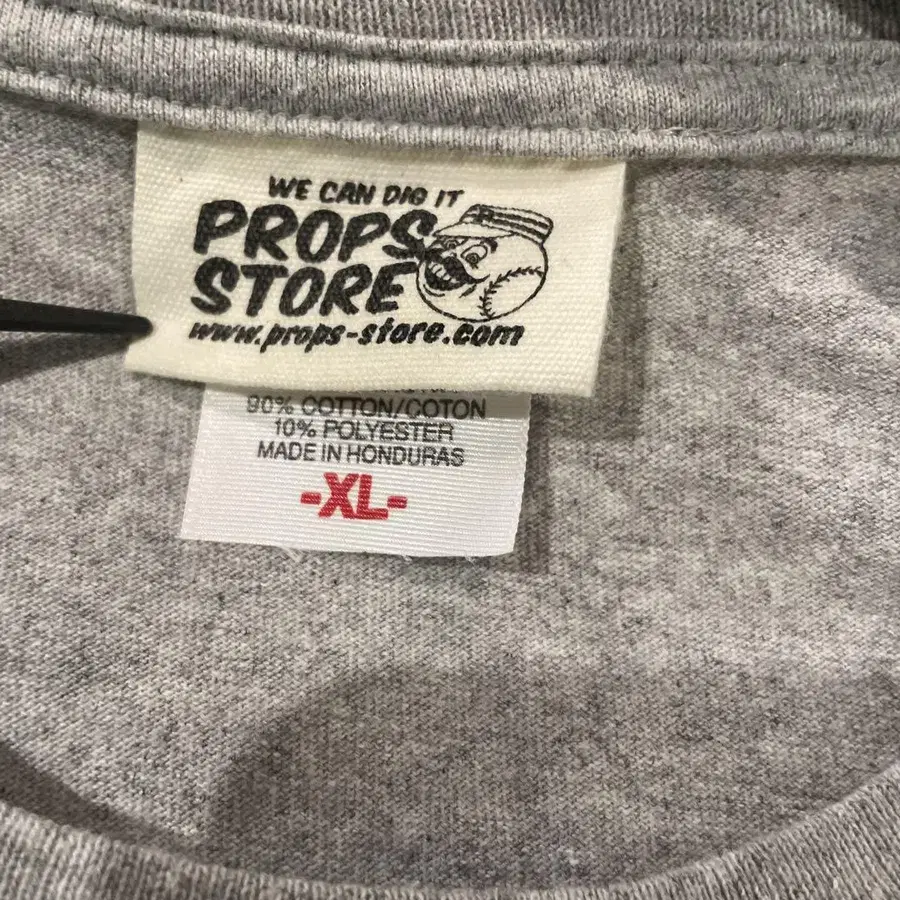 WE CAN DIG IT
PROPS
STORE
www.props-store.com
90% COTTON/COTON
10% POLYESTER
MADE IN HONDURAS
-XL-